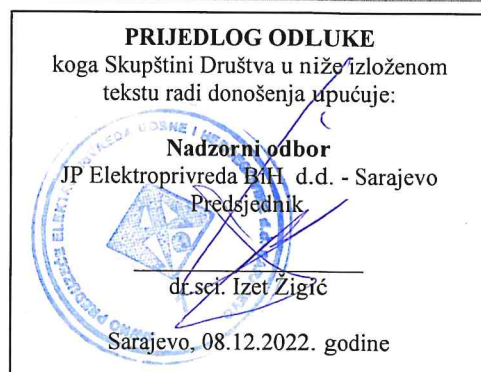 PRIJEDLOG ODLUKE
koga Skupštini Društva u niže izloženom
tekstu radi donošenja upućuje:
Nadzorni odbor
JP Elektroprivreda BiH d.d. - Sarajevo
Predsjednik
dr.sci. Izet Žigić
Sarajevo, 08.12.2022. godine